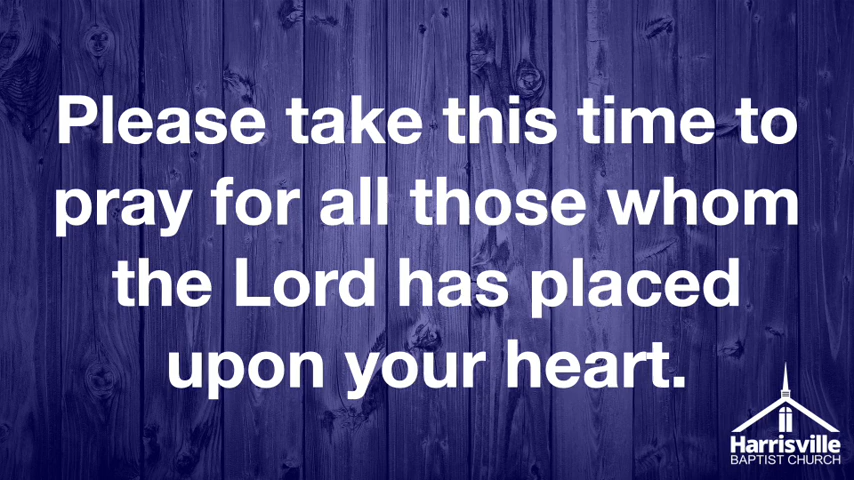 Please take this time to
pray for all those whom
the Lord has placed
upon your heart.
Harrisville
BAPTIST CHURCH